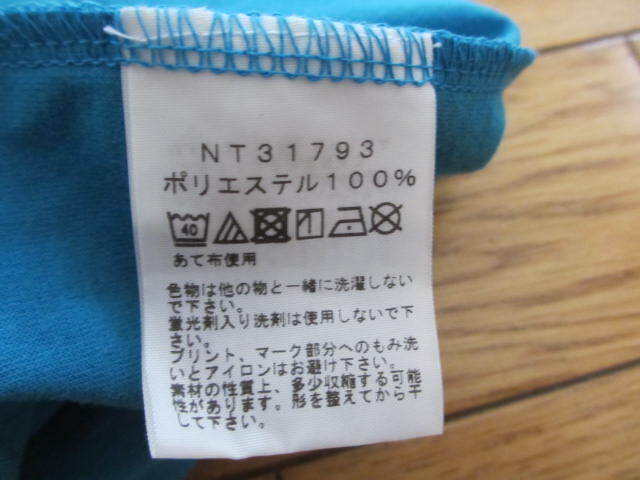 NT31793
ポリエステル100%
40
あて布使用
色物は他の物と一緒に洗濯しない
で下さい。
蛍光剤入り洗剤は使用しないで下
さい。
プリント、マーク部分へのもみ洗
いとアイロンはお避け下さい。
素材の性質上、多少収縮する可能
性があります。形を整えてから干
して下さい。